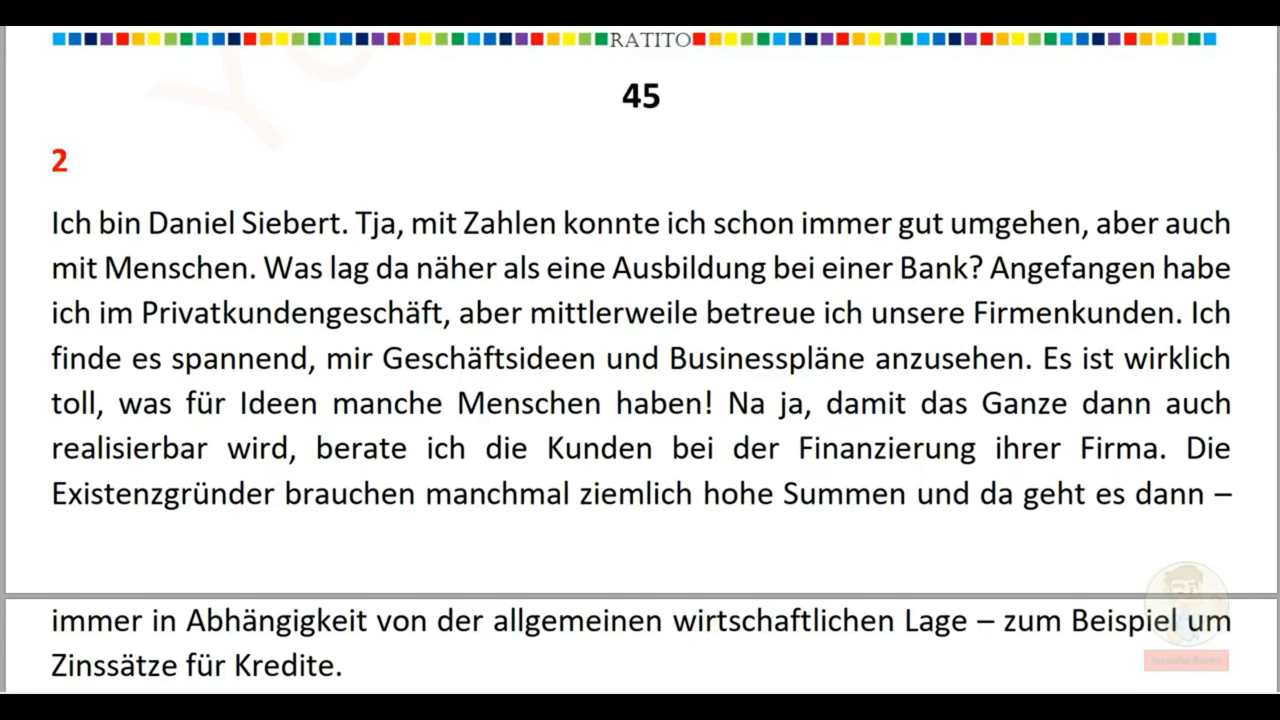 RATITO
45
2
Ich bin Daniel Siebert. Tja, mit Zahlen konnte ich schon immer gut umgehen, aber auch
mit Menschen. Was lag da näher als eine Ausbildung bei einer Bank? Angefangen habe
ich im Privatkundengeschäft, aber mittlerweile betreue ich unsere Firmenkunden. Ich
finde es spannend, mir Geschäftsideen und Businesspläne anzusehen. Es ist wirklich
toll, was für Ideen manche Menschen haben! Na ja, damit das Ganze dann auch
realisierbar wird, berate ich die Kunden bei der Finanzierung ihrer Firma. Die
Existenzgründer brauchen manchmal ziemlich hohe Summen und da geht es dann –
immer in Abhängigkeit von der allgemeinen wirtschaftlichen Lage – zum Beispiel um
Zinssätze für Kredite.